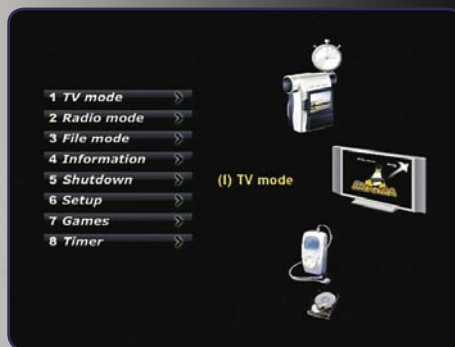 1 TV mode
2 Radio mode
3 File mode
4 Information
5 Shutdown
6 Setup
7 Games
8 Timer
(I) TV mode